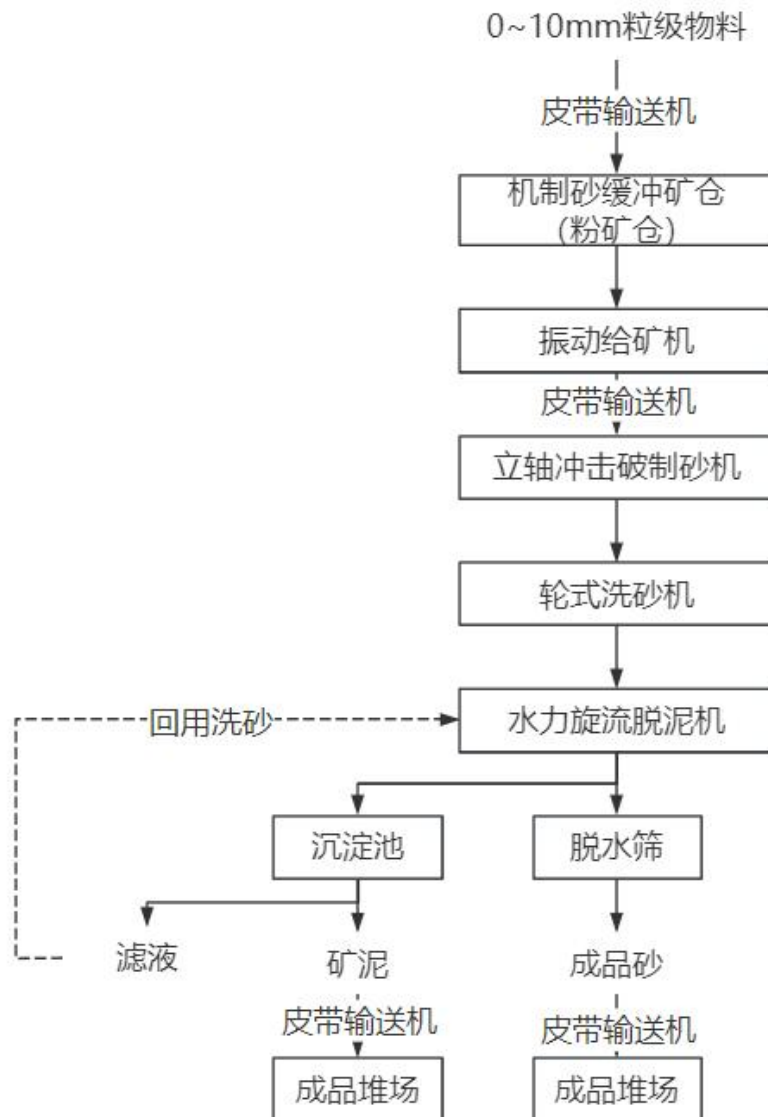 0~10mm粒级物料
皮带输送机
机制砂缓冲矿仓
(粉矿仓)
振动给矿机
皮带输送机
立轴冲击破制砂机
轮式洗砂机
回用洗砂
水力旋流脱泥机
沉淀池
脱水筛
滤液
矿泥
成品砂
皮带输送机
皮带输送机
成品堆场
成品堆场